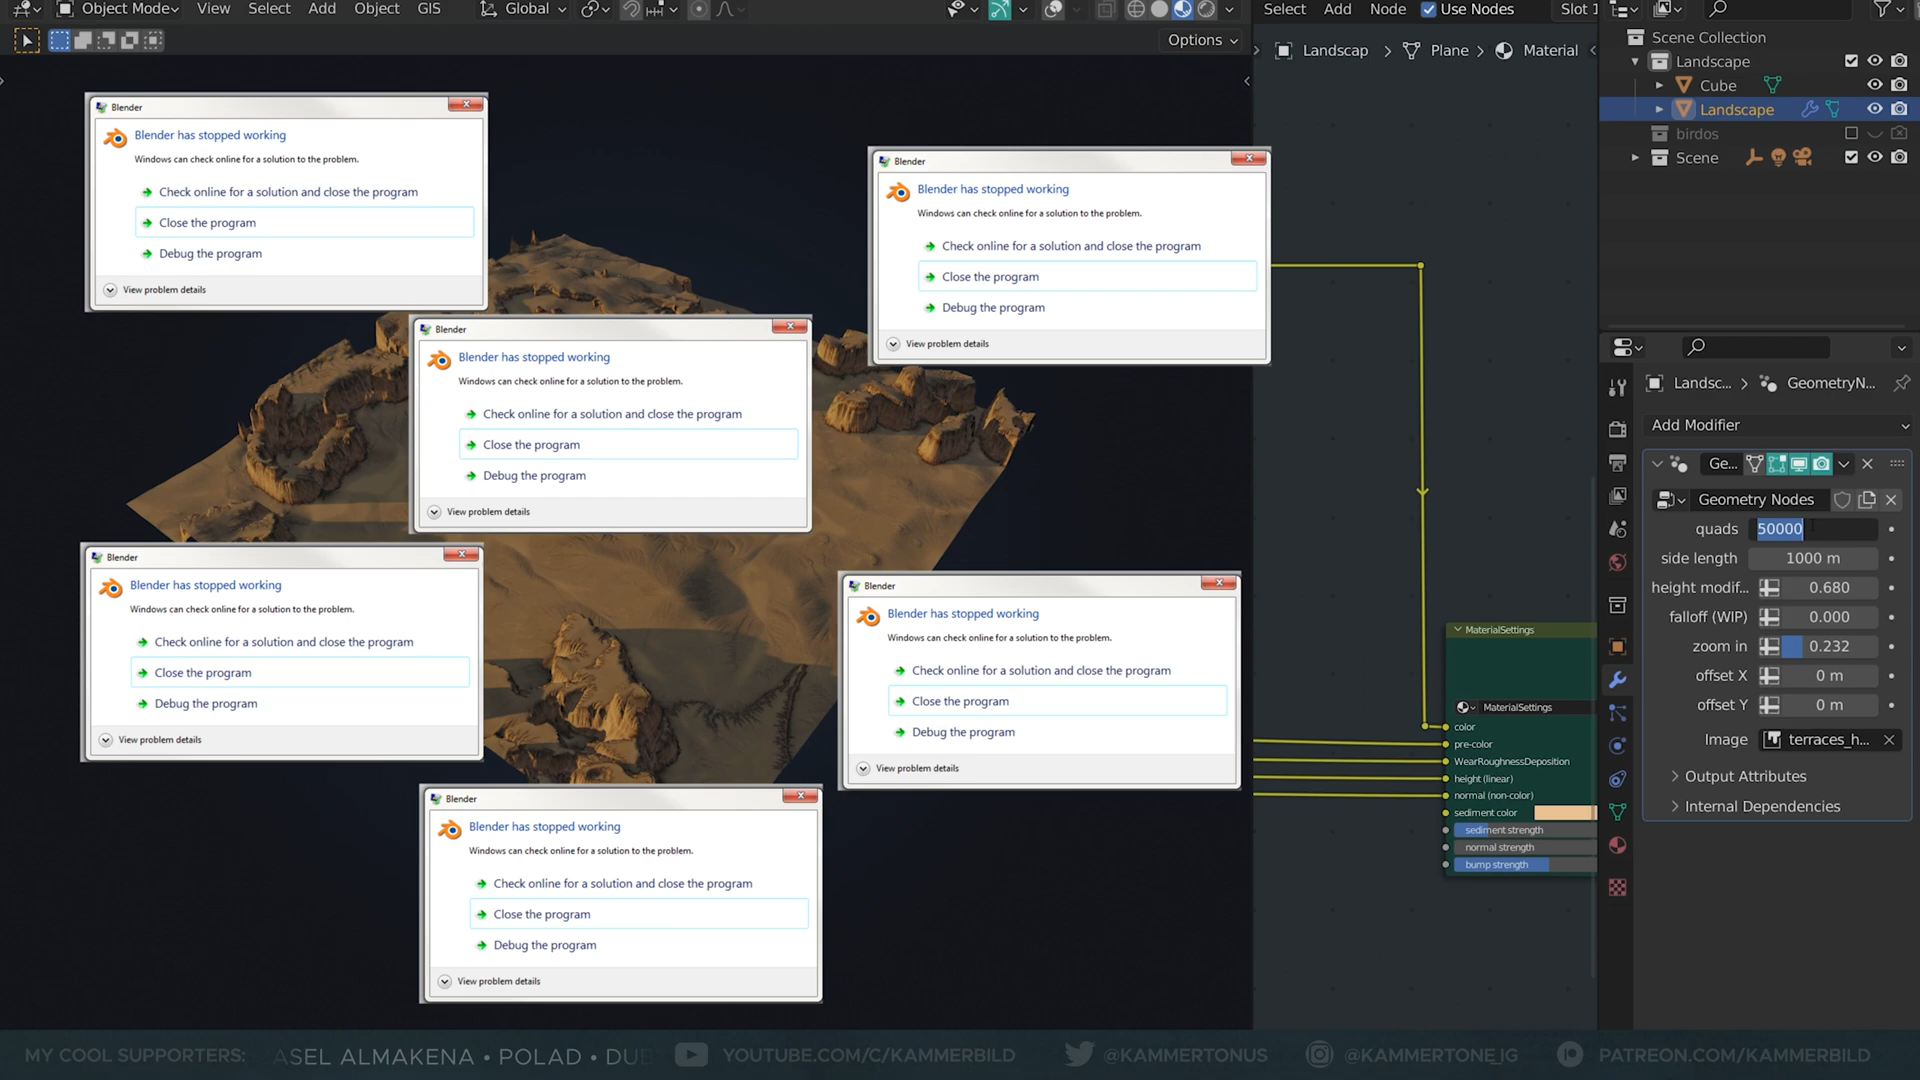 Object Mode
View
Select
Add
Object
GIS
Global
Options
Select
Add
Node
Use Nodes
Slot 1
Landscap
Plane
Material
Scene Collection
Landscape
Cube
Landscape
birdos
Scene
Blender
Blender has stopped working
Windows can check online for a solution to the problem.
Check online for a solution and close the program
Close the program
Debug the program
View problem details
Blender
Blender has stopped working
Windows can check online for a solution to the problem.
Check online for a solution and close the program
Close the program
Debug the program
View problem details
Blender
Blender has stopped working
Windows can check online for a solution to the problem.
Check online for a solution and close the program
Close the program
Debug the program
View problem details
Blender
Blender has stopped working
Windows can check online for a solution to the problem.
Check online for a solution and close the program
Close the program
Debug the program
View problem details
Blender
Blender has stopped working
Windows can check online for a solution to the problem.
Check online for a solution and close the program
Close the program
Debug the program
View problem details
Blender
Blender has stopped working
Windows can check online for a solution to the problem.
Check online for a solution and close the program
Close the program
Debug the program
View problem details
MaterialSettings
MaterialSettings
color
pre-color
WearRoughnessDeposition
height (linear)
normal (non-color)
sediment color
sediment strength
normal strength
bump strength
Landsc...
GeometryN...
Add Modifier
Ge...
Geometry Nodes
quads 50000
side length 1000 m
height modif... 0.680
falloff (WIP) 0.000
zoom in 0.232
offset X 0 m
offset Y 0 m
Image terraces_h...
Output Attributes
Internal Dependencies
MY COOL SUPPORTERS: ASEL ALMAKENA • POLAD • DUB YOUTUBE.COM/C/KAMMERBILD @KAMMERTONUS @KAMMERTONE_IG PATREON.COM/KAMMERBILD